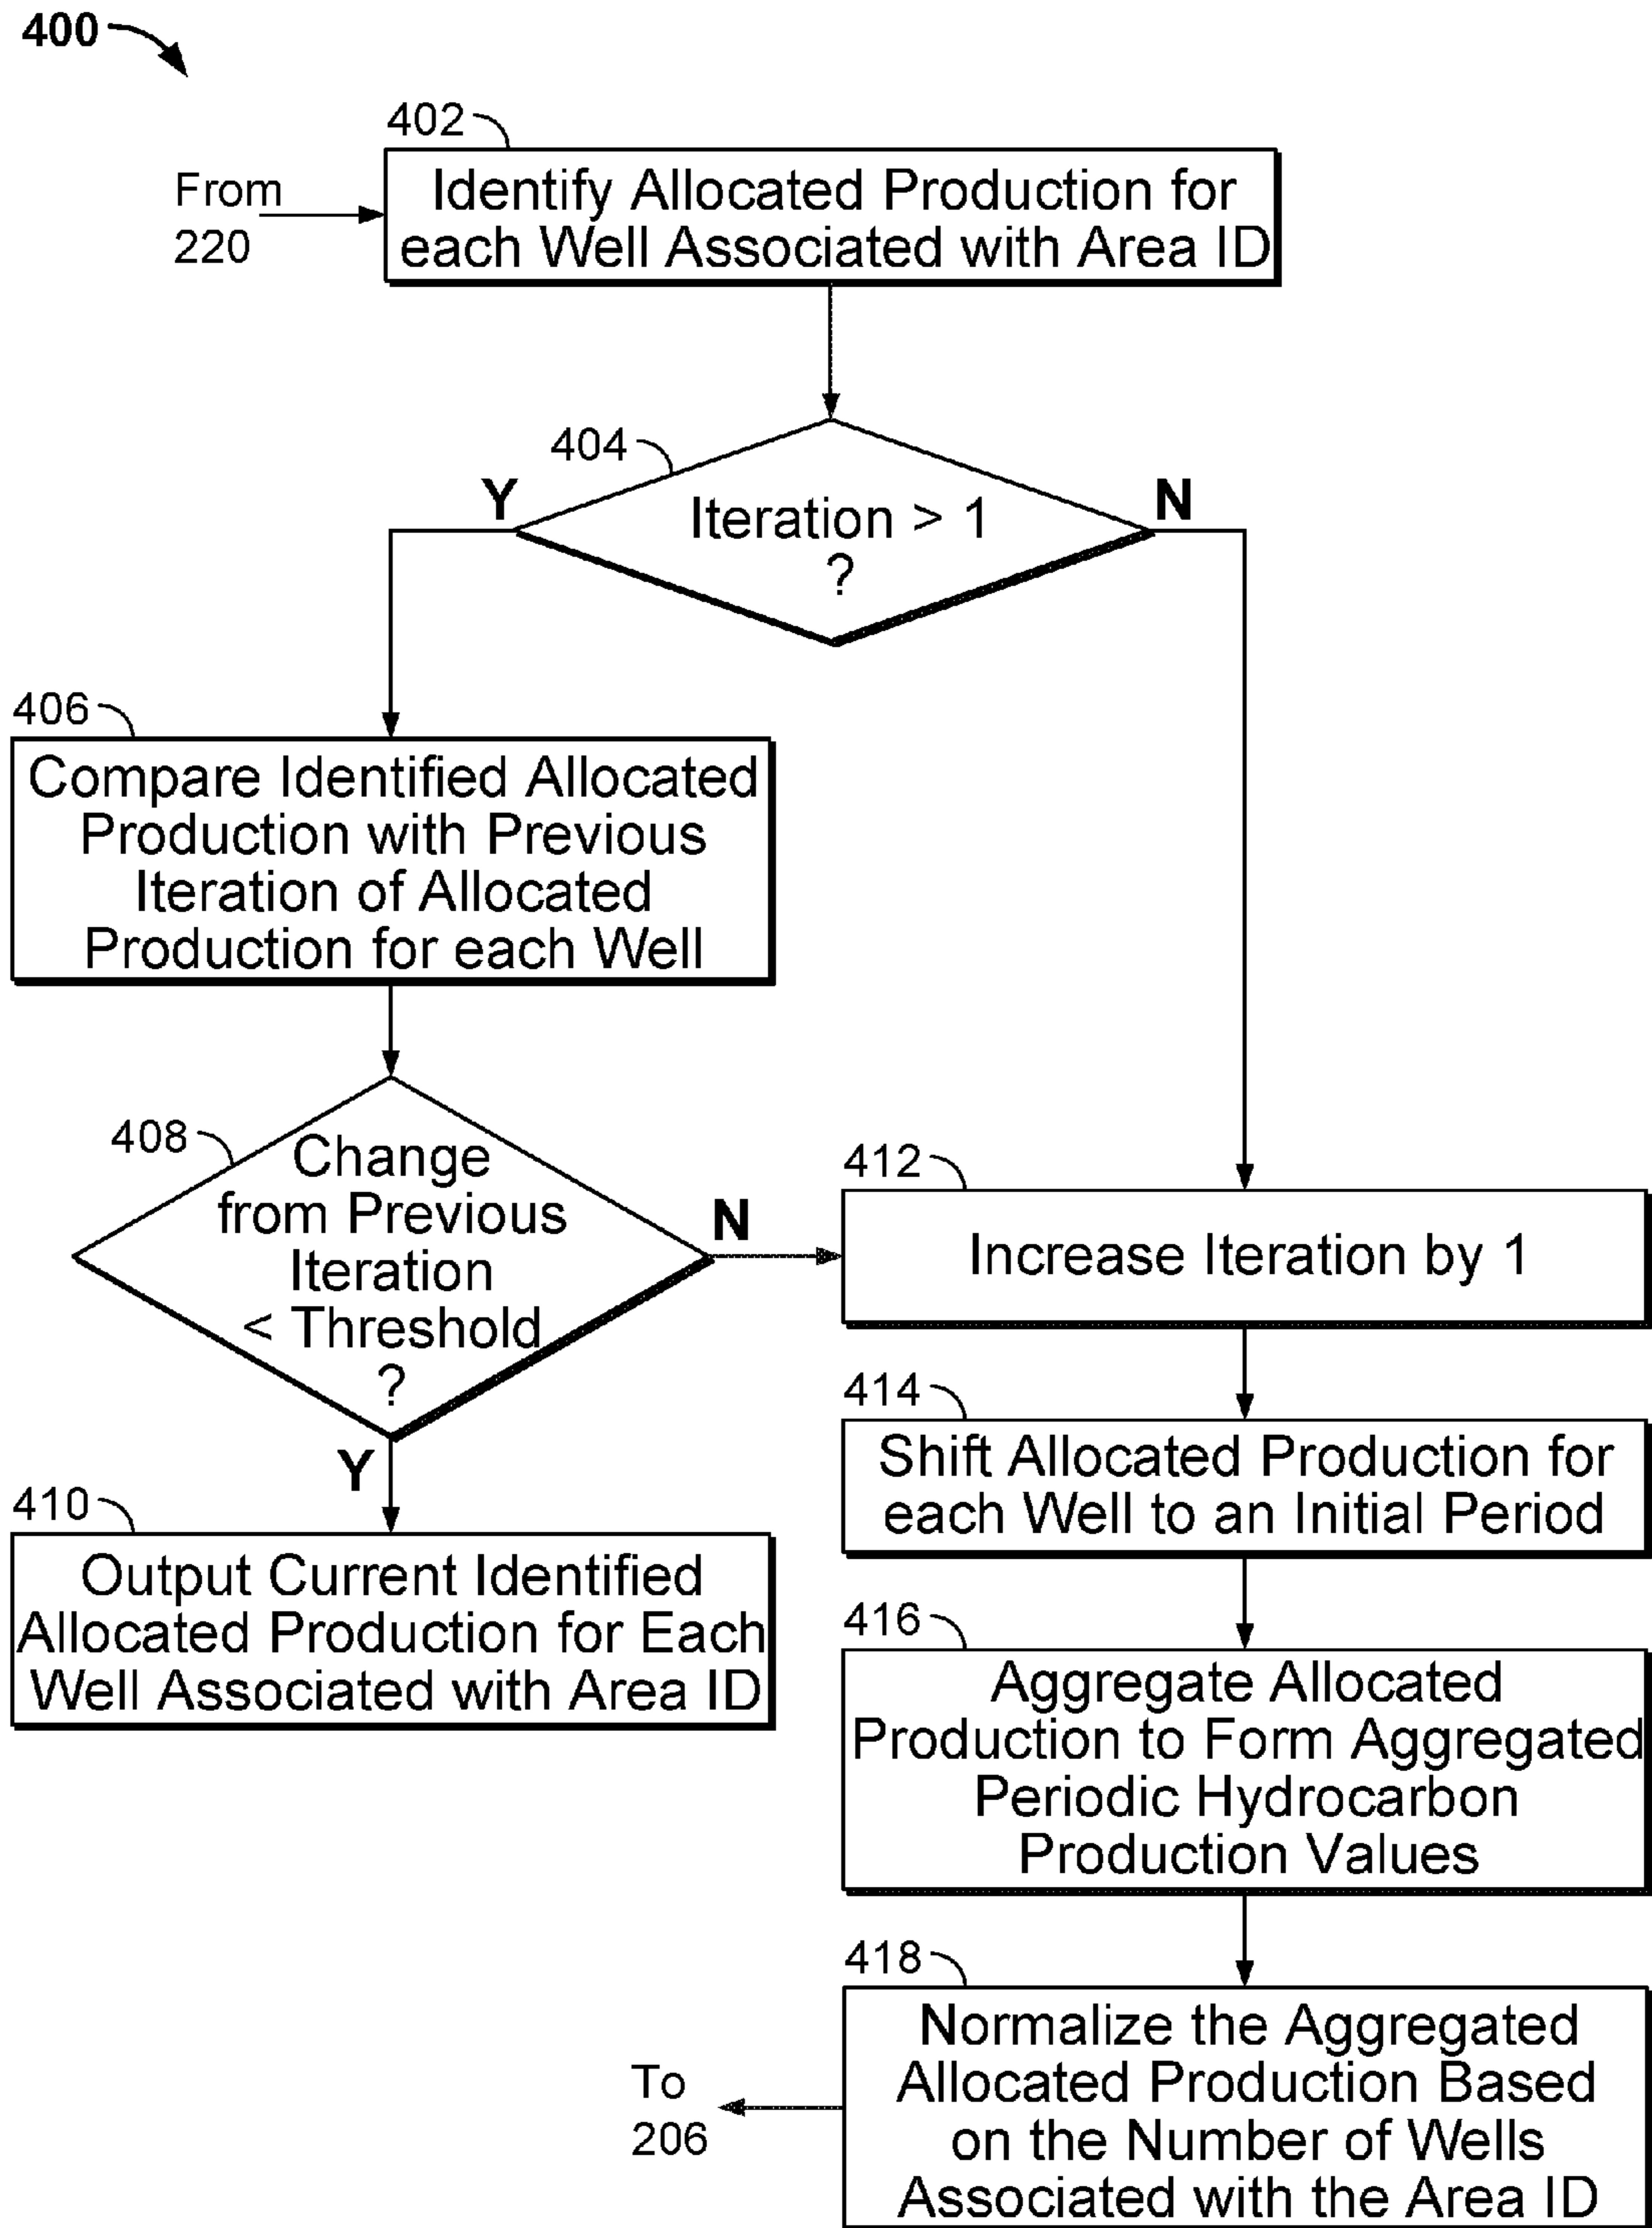 400
402
From
220
Identify Allocated Production for
each Well Associated with Area ID
404
Y
N
Iteration > 1
?
406
Compare Identified Allocated
Production with Previous
Iteration of Allocated
Production for each Well
408
Change
from Previous
Iteration
< Threshold
?
N
Y
410
Output Current Identified
Allocated Production for Each
Well Associated with Area ID
412
Increase Iteration by 1
414
Shift Allocated Production for
each Well to an Initial Period
416
Aggregate Allocated
Production to Form Aggregated
Periodic Hydrocarbon
Production Values
418
Normalize the Aggregated
Allocated Production Based
on the Number of Wells
Associated with the Area ID
To
206